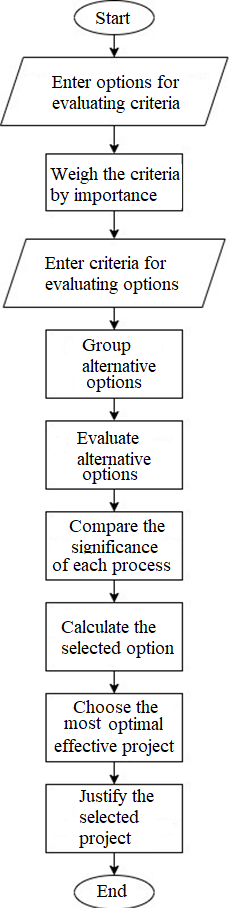 Start
Enter options for
evaluating criteria
Weigh the criteria
by importance
Enter criteria for
evaluating options
Group
alternative
options
Evaluate
alternative
options
Compare the
significance
of each process
Calculate the
selected option
Choose the
most optimal
effective project
Justify the
selected
project
End